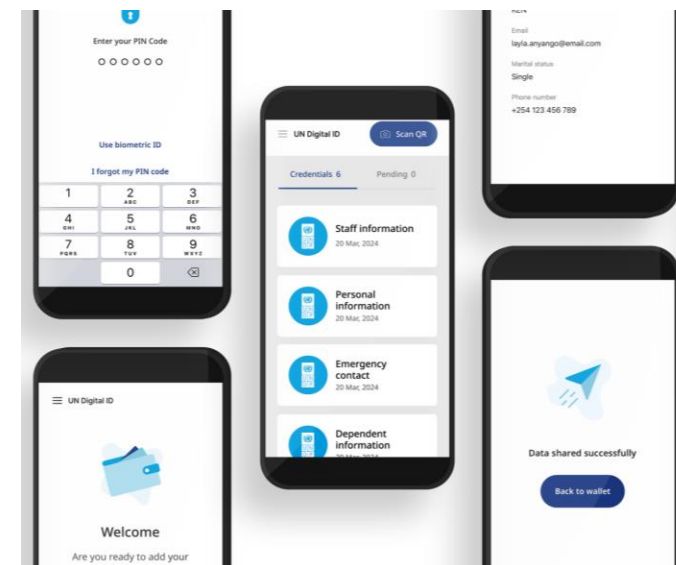 Enter your PIN Code
Use biometric ID
I forgot my PIN code
1
2
ABC
3
DEF
4
GHI
5
JKL
6
MNO
7
PQRS
8
TUV
9
WXYZ
0
UN Digital ID
Welcome
Are you ready to add your
UN Digital ID
Scan QR
Credentials 6
Pending 0
Staff information
20 Mar, 2024
Personal
information
20 Mar, 2024
Emergency
contact
20 Mar, 2024
Dependent
information
20 Mar, 2024
KEN
Email
layla.anyango@email.com
Marital status
Single
Phone number
+254 123 456 789
Data shared successfully
Back to wallet